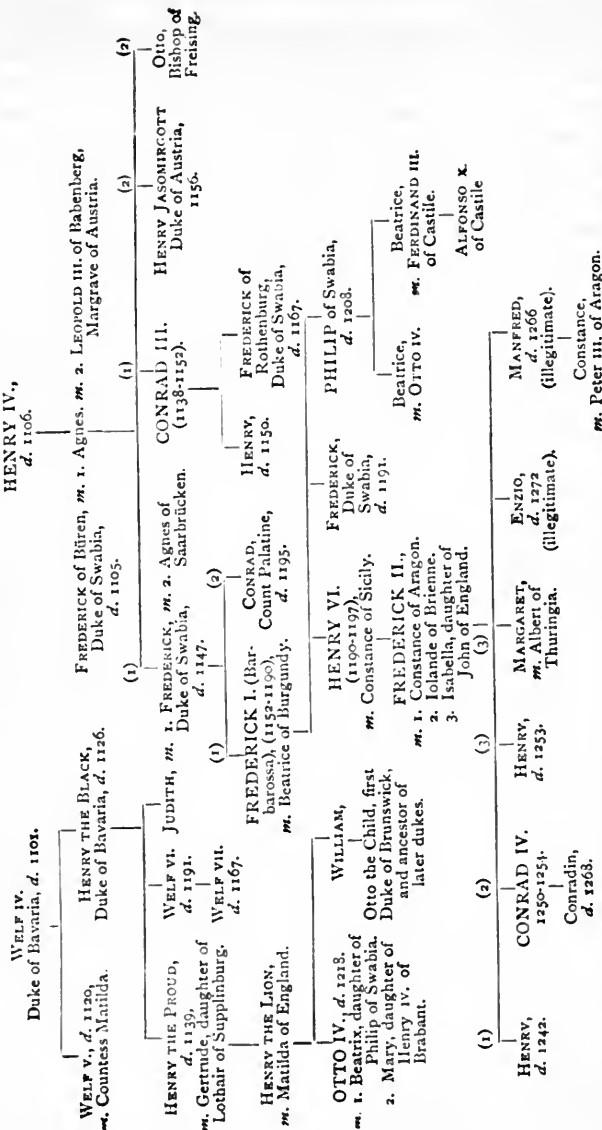 HENRY IV.,
d. 1106.
WELF IV.
Duke of Bavaria, d. 1101.
FREDERICK of Büren, m. 1. Agnes. m. 2. LEOPOLD III. of Babenberg,
Duke of Swabia,
d. 1105.
Margrave of Austria.
WELF V., d. 1120,
m. Countess Matilda.
HENRY THE BLACK,
Duke of Bavaria, d. 1126.
(1)
(1)
(2)
(2)
HENRY THE PROUD,
d. 1139,
m. Gertrude, daughter of
Lothair of Supplinburg.
WELF VI.
d. 1191.
WELF VII.
d. 1167.
JUDITH, m. 1. FREDERICK, m. 2. Agnes of
Duke of Swabia,
d. 1147.
Saarbrücken.
CONRAD III.
(1138-1152).
HENRY JASOMIRGOTT
Duke of Austria,
1156.
Otto,
Bishop of
Freising.
(1)
(2)
HENRY THE LION,
m. Matilda of England.
FREDERICK I. (Bar-
barossa), (1152-1190),
m. Beatrice of Burgundy.
CONRAD,
Count Palatine,
d. 1195.
HENRY,
d. 1150.
FREDERICK of
Rothenburg,
Duke of Swabia,
d. 1167.
OTTO IV., d. 1218.
m. 1. Beatrix, daughter of
Philip of Swabia.
2. Mary, daughter of
Henry IV. of
Brabant.
WILLIAM,
Otto the Child, first
Duke of Brunswick,
and ancestor of
later dukes.
HENRY VI.
(1190-1197),
m. Constance of Sicily.
FREDERICK,
Duke of
Swabia,
d. 1191.
PHILIP of Swabia,
d. 1208.
FREDERICK II.,
m. 1. Constance of Aragon.
2. Iolande of Brienne.
3. Isabella, daughter of
John of England.
Beatrice,
m. OTTO IV.
Beatrice,
m. FERDINAND III.
of Castile.
ALFONSO X.
of Castile
(1)
(2)
(3)
(3)
HENRY,
d. 1242.
CONRAD IV.
1250-1254.
Conradin,
d. 1268.
HENRY,
d. 1253.
MARGARET,
m. Albert of
Thuringia.
ENZIO,
d. 1272
(illegitimate).
MANFRED,
d. 1266
(illegitimate).
Constance,
m. Peter III. of Aragon.